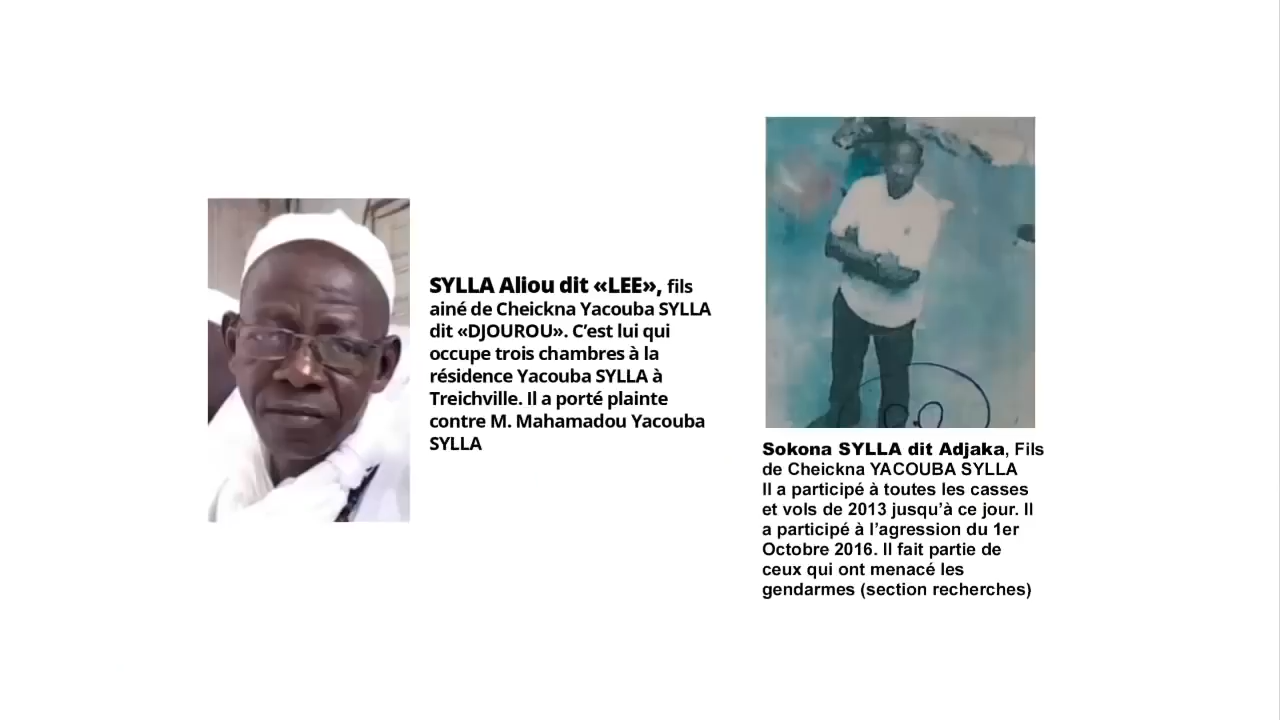 SYLLA Aliou dit «LEE», fils
ainé de Cheickna Yacouba SYLLA
dit «DJOUROU». C’est lui qui
occupe trois chambres à la
résidence Yacouba SYLLA à
Treichville. Il a porté plainte
contre M. Mahamadou Yacouba
SYLLA
Sokona SYLLA dit Adjaka, Fils
de Cheickna YACOUBA SYLLA
Il a participé à toutes les casses
et vols de 2013 jusqu’à ce jour. Il
a participé à l’agression du 1er
Octobre 2016. Il fait partie de
ceux qui ont menacé les
gendarmes (section recherches)